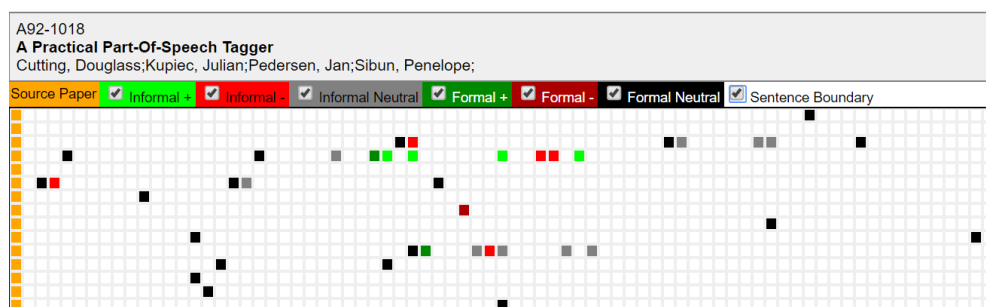 A92-1018
A Practical Part-Of-Speech Tagger
Cutting, Douglass;Kupiec, Julian;Pedersen, Jan;Sibun, Penelope;
Source Paper Informal + Informal - Informal Neutral Formal + Formal - Formal Neutral Sentence Boundary